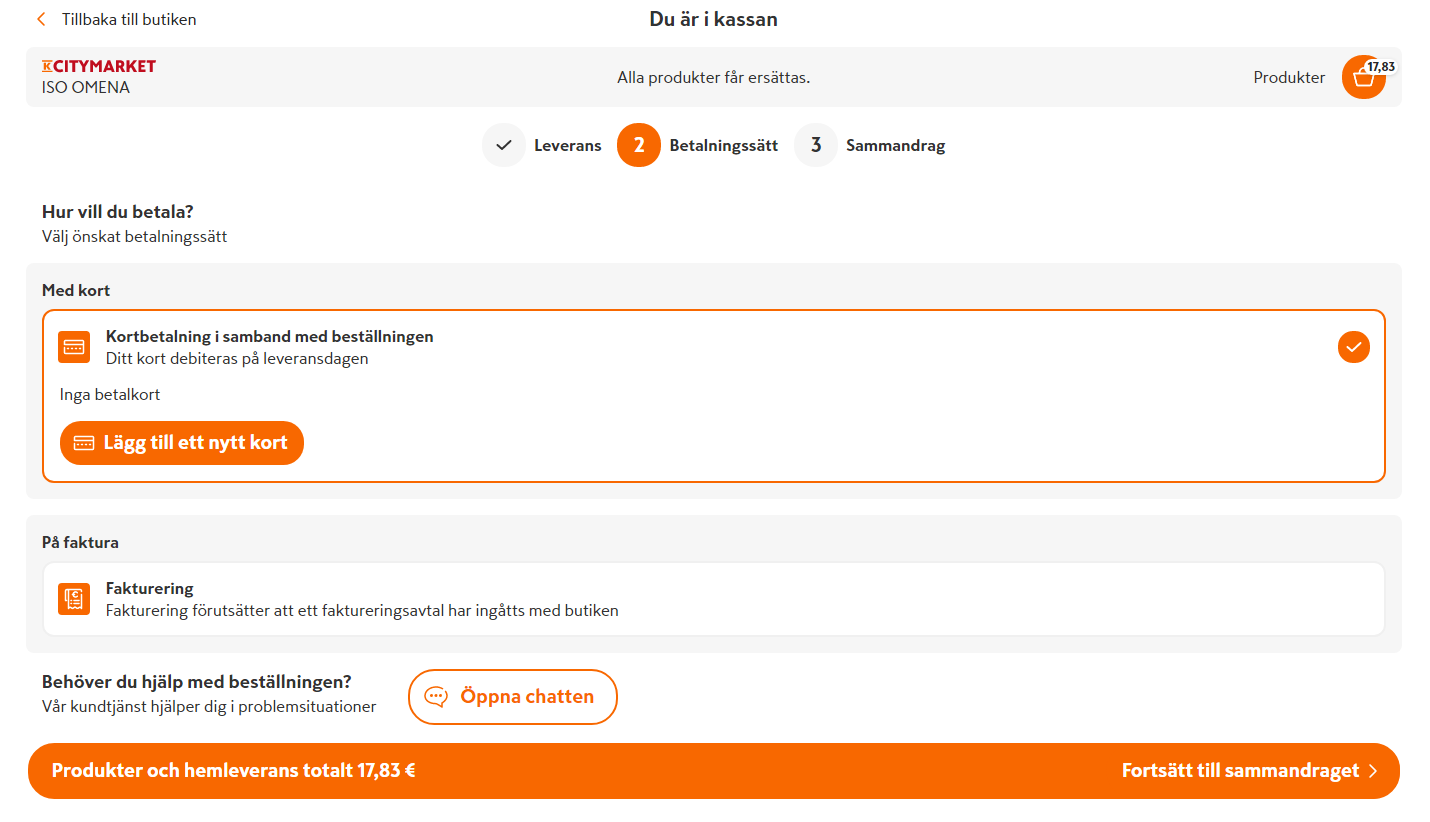 Tillbaka till butiken
Du är i kassan
KCITYMARKET
ISO OMENA
Alla produkter får ersättas.
Produkter
17,83
Leverans
2
Betalningssätt
3
Sammandrag
Hur vill du betala?
Välj önskat betalningssätt
Med kort
Kortbetalning i samband med beställningen
Ditt kort debiteras på leveransdagen
Inga betalkort
Lägg till ett nytt kort
På faktura
Fakturering
Fakturering förutsätter att ett faktureringsavtal har ingåtts med butiken
Behöver du hjälp med beställningen?
Vår kundtjänst hjälper dig i problemsituationer
Öppna chatten
Produkter och hemleverans totalt 17,83 €
Fortsätt till sammandraget